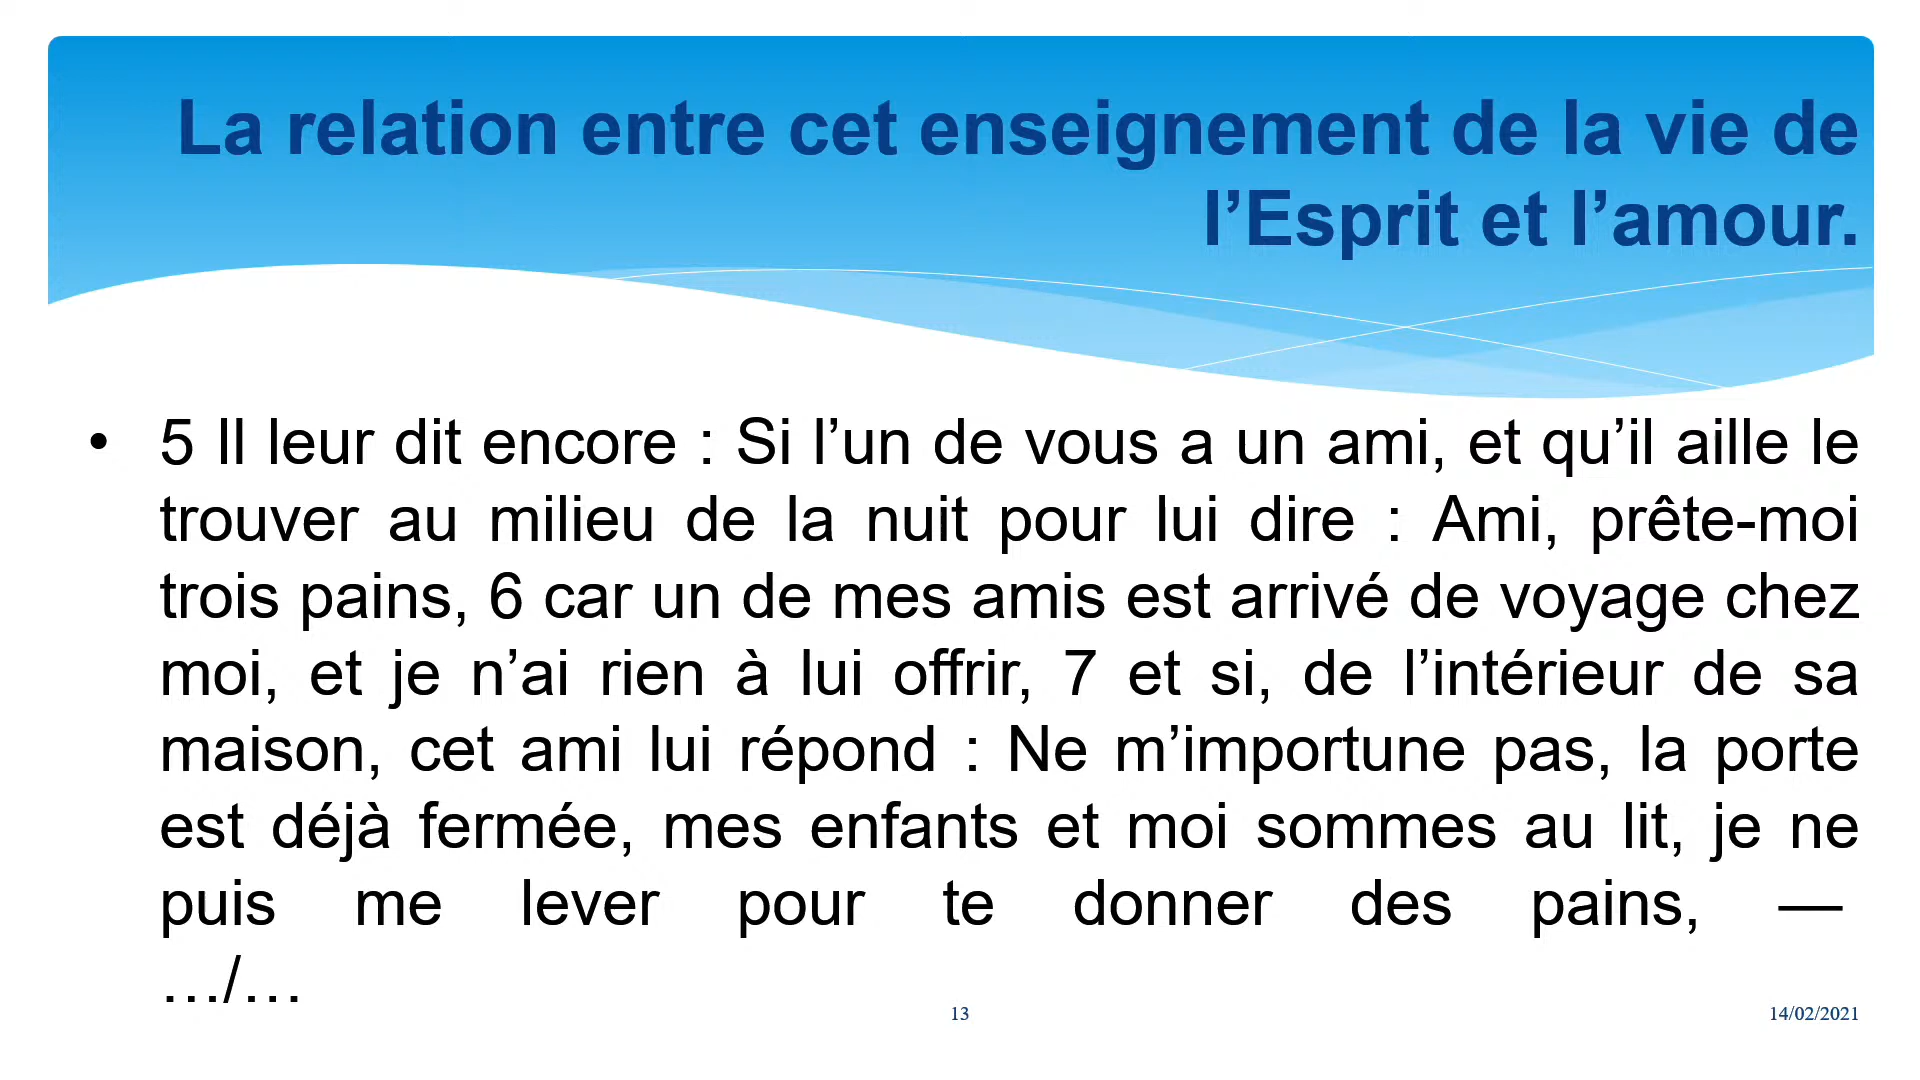 La relation entre cet enseignement de la vie de
l’Esprit et l’amour.
• 5 Il leur dit encore : Si l’un de vous a un ami, et qu’il aille le
trouver au milieu de la nuit pour lui dire : Ami, prête-moi
trois pains, 6 car un de mes amis est arrivé de voyage chez
moi, et je n’ai rien à lui offrir, 7 et si, de l’intérieur de sa
maison, cet ami lui répond : Ne m’importune pas, la porte
est déjà fermée, mes enfants et moi sommes au lit, je ne
puis me lever pour te donner des pains, —
…/…
13
14/02/2021